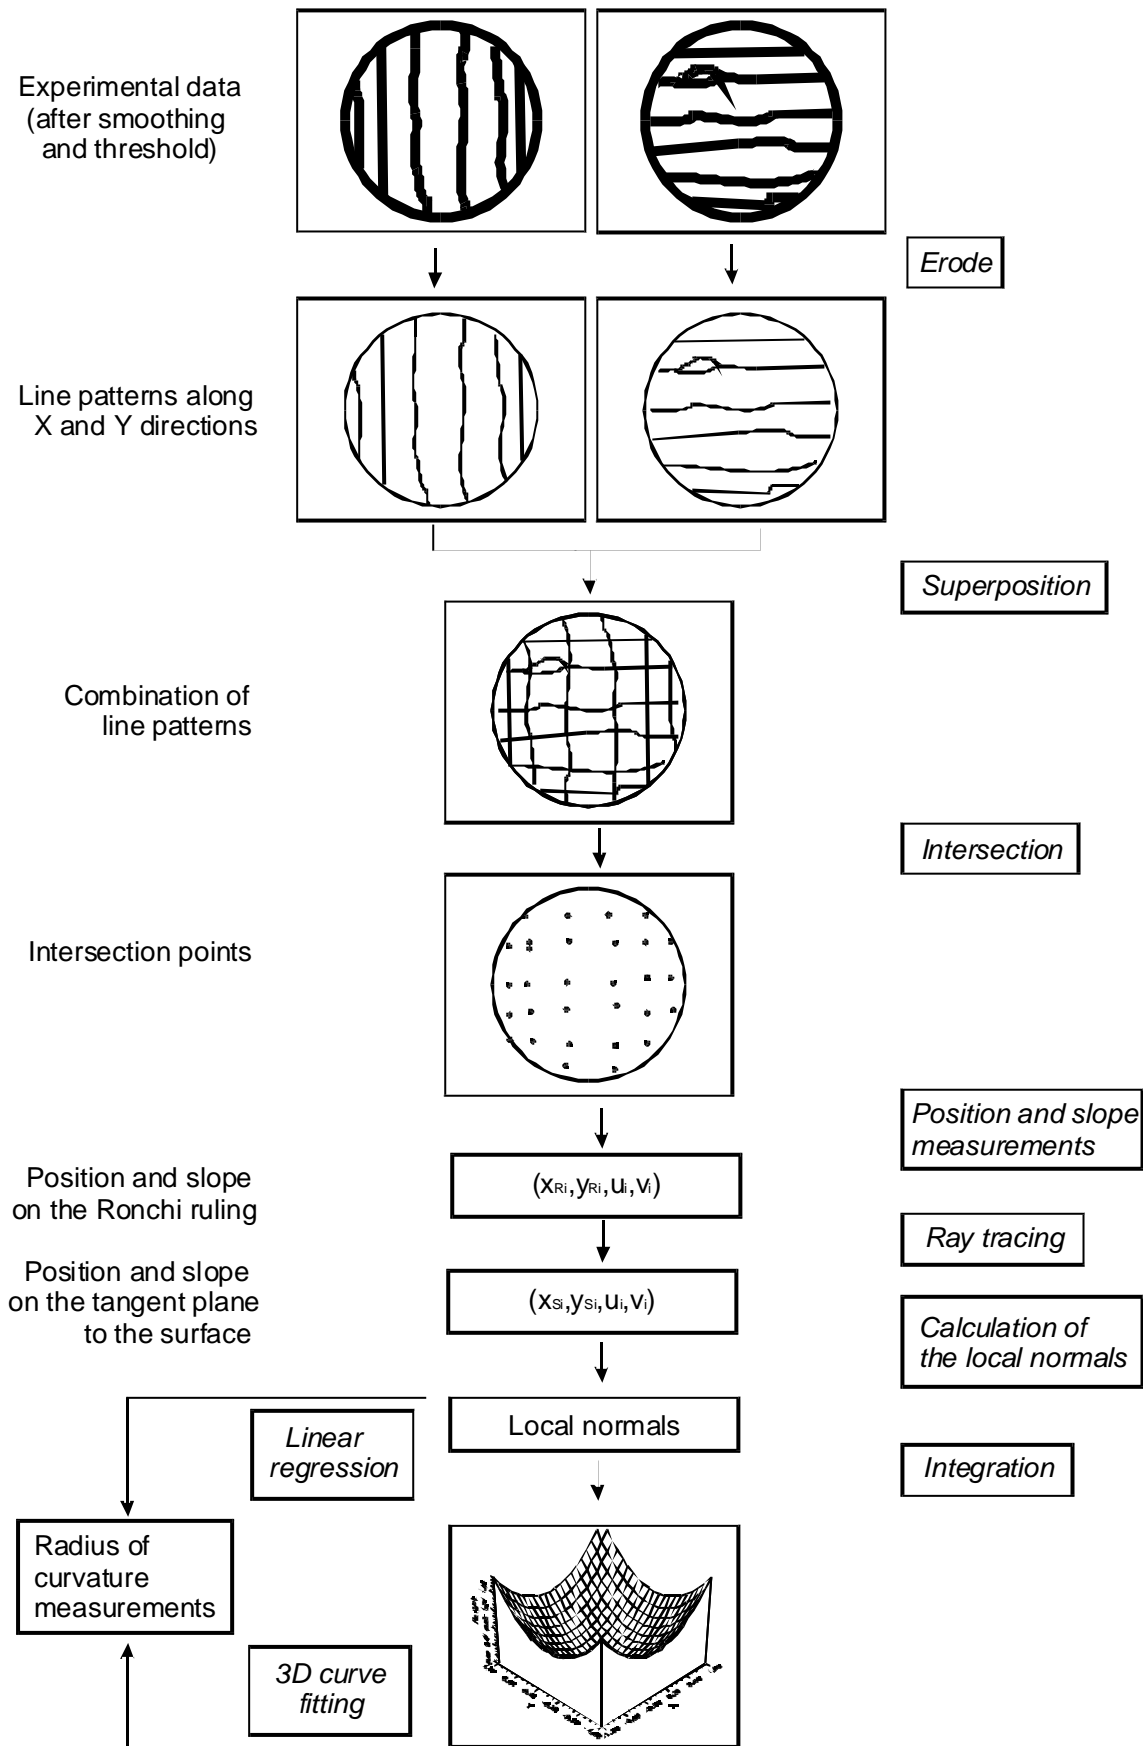 Experimental data
(after smoothing
and threshold)
Erode
Line patterns along
X and Y directions
Superposition
Combination of
line patterns
Intersection
Intersection points
Position and slope
measurements
Position and slope
on the Ronchi ruling
(xRi,yRi,ui,vi)
Ray tracing
Position and slope
on the tangent plane
to the surface
(xSi,ySi,ui,vi)
Calculation of
the local normals
Local normals
Linear
regression
Integration
Radius of
curvature
measurements
3D curve
fitting